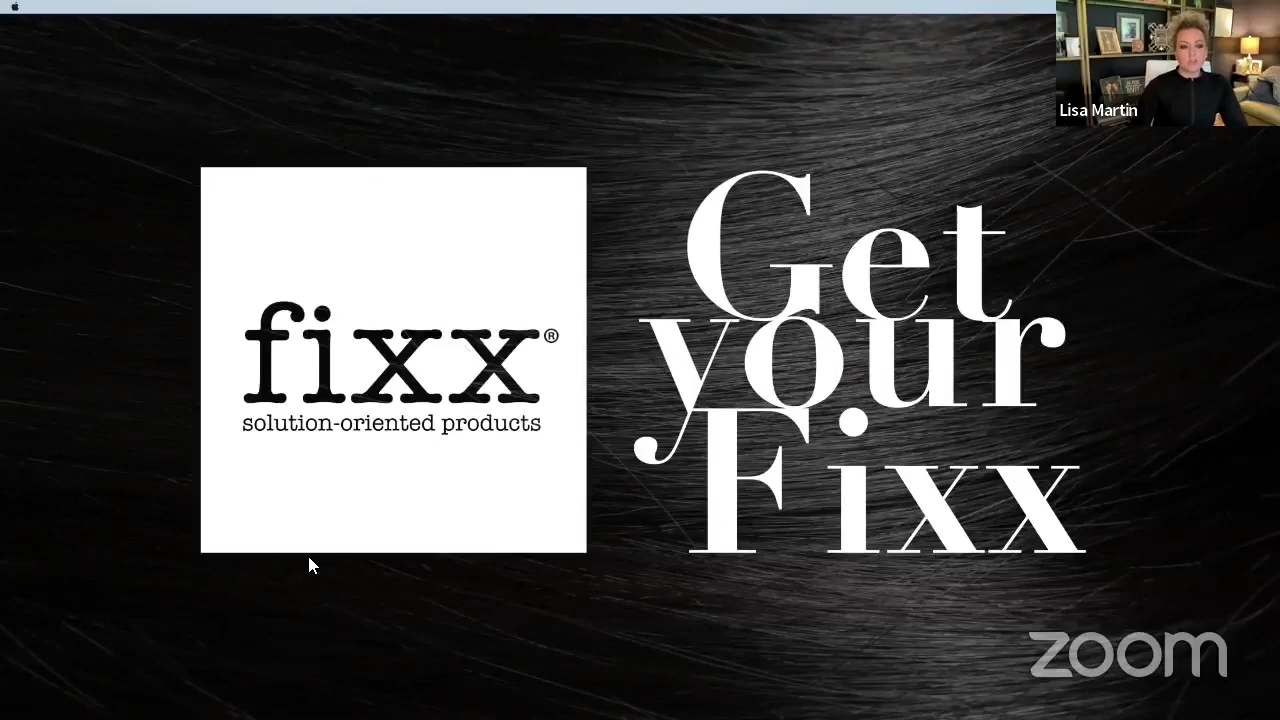 Lisa Martin
fixx®
solution-oriented products
Get
your
Fixx
zoom